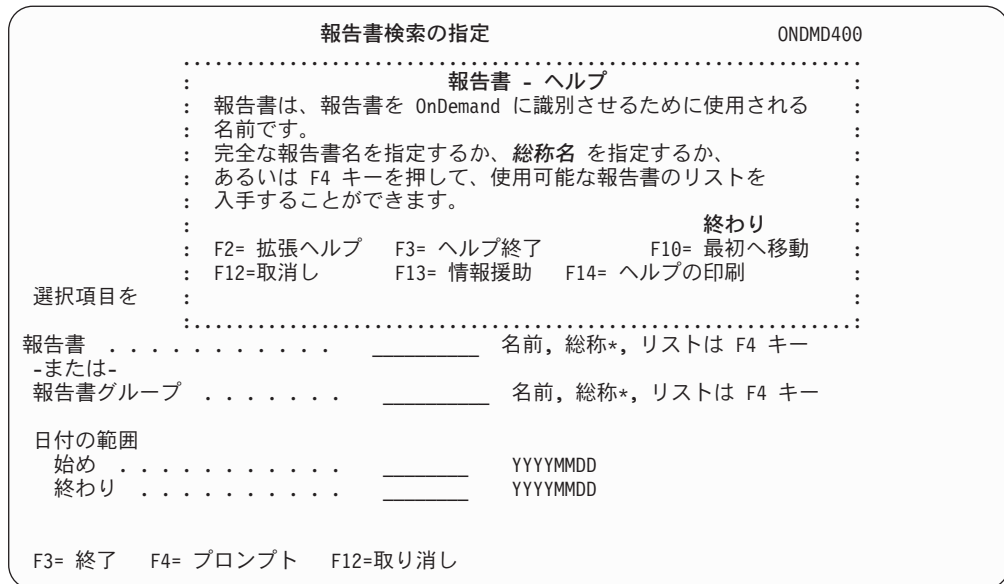 報告書検索の指定 ONDMD400
:...............................................................:
: 報告書 - ヘルプ :
: 報告書は、報告書を OnDemand に識別させるために使用される :
: 名前です。 :
: 完全な報告書名を指定するか、総称名 を指定するか、 :
: あるいは F4 キーを押して、使用可能な報告書のリストを :
: 入手することができます。 :
: 終わり :
: F2= 拡張ヘルプ F3= ヘルプ終了 F10= 最初へ移動 :
: F12=取消し F13= 情報援助 F14= ヘルプの印刷 :
選択項目を : :
:...............................................................:
報告書 . . . . . . . . . . . __________ 名前, 総称*, リストは F4 キー
-または-
報告書グループ . . . . . . . __________ 名前, 総称*, リストは F4 キー
日付の範囲
始め . . . . . . . . . . . ________ YYYYMMDD
終わり . . . . . . . . . . ________ YYYYMMDD
F3= 終了 F4= プロンプト F12=取り消し